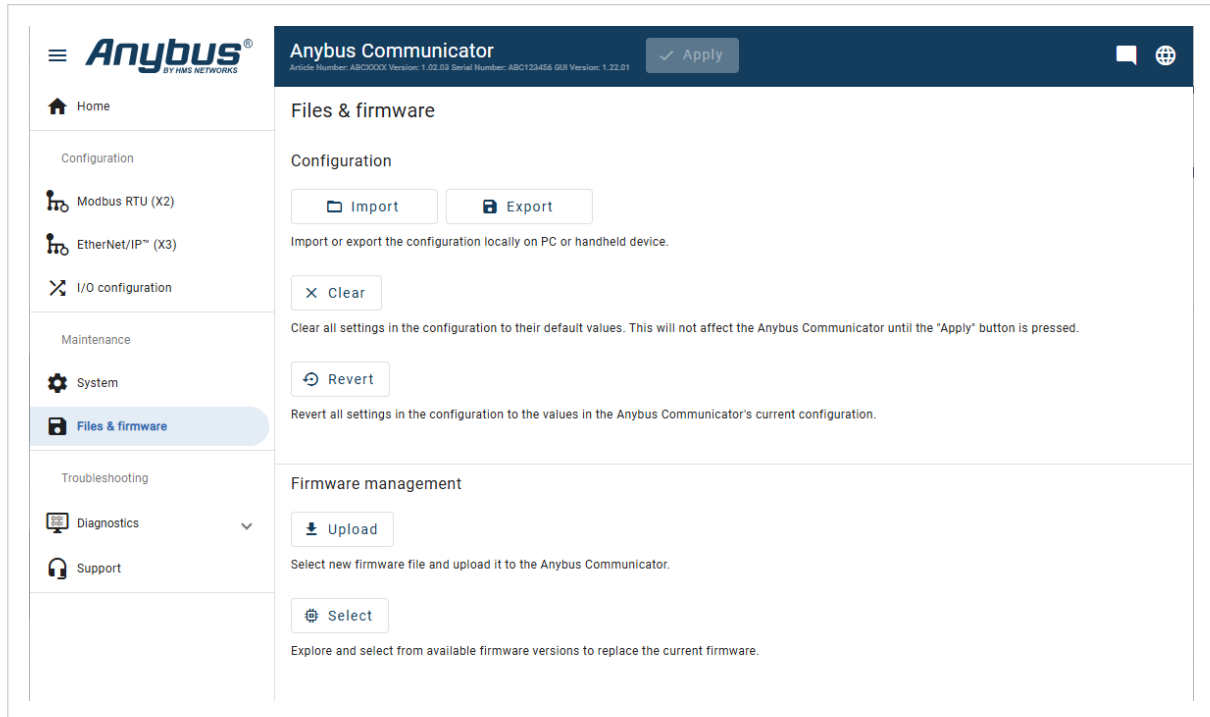 Anybus®
BY HMS NETWORKS
Anybus Communicator
Article Number: ABCXXXX Version: 1.02.03 Serial Number: ABC123456 GUI Version: 1.22.01
Apply
Home
Configuration
Modbus RTU (X2)
EtherNet/IP™ (X3)
I/O configuration
Maintenance
System
Files & firmware
Troubleshooting
Diagnostics
Support
Files & firmware
Configuration
Import
Export
Import or export the configuration locally on PC or handheld device.
Clear
Clear all settings in the configuration to their default values. This will not affect the Anybus Communicator until the "Apply" button is pressed.
Revert
Revert all settings in the configuration to the values in the Anybus Communicator's current configuration.
Firmware management
Upload
Select new firmware file and upload it to the Anybus Communicator.
Select
Explore and select from available firmware versions to replace the current firmware.